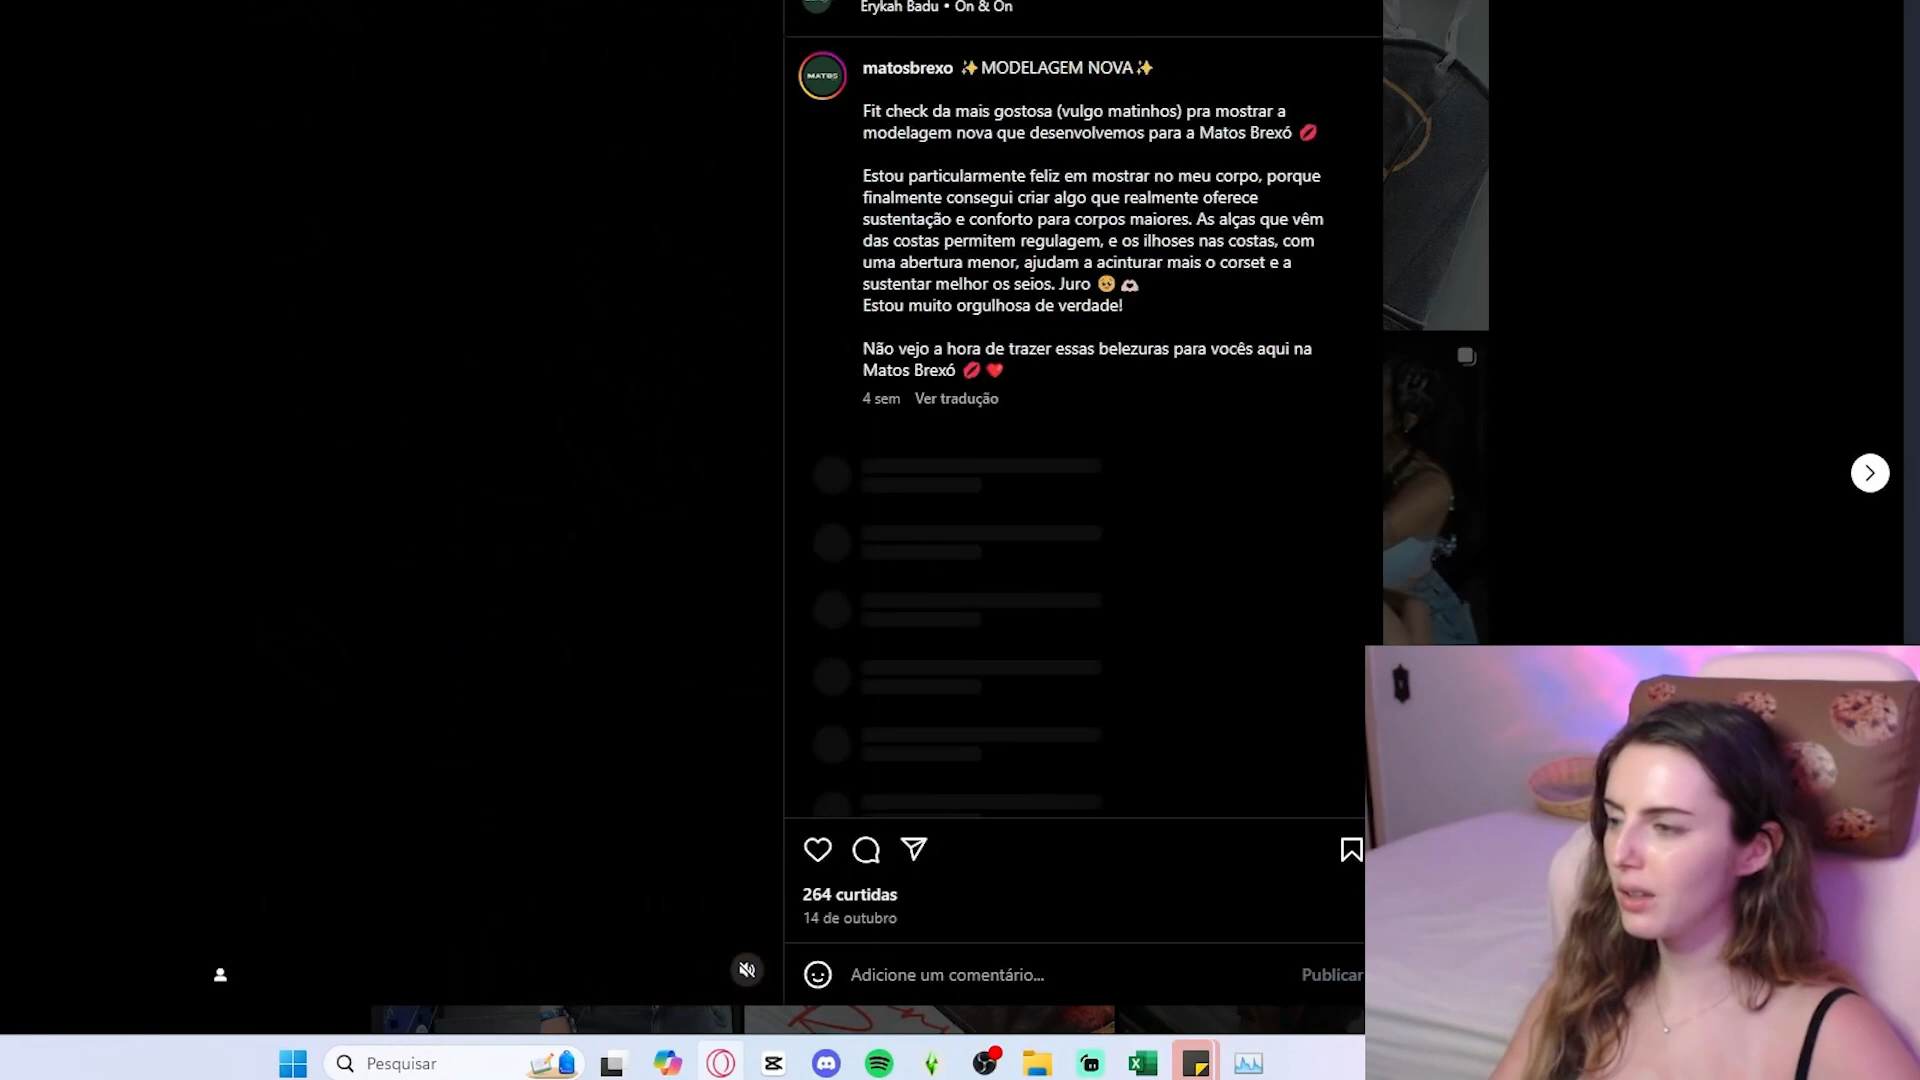 Erykah Badu • On & On
MATOS
matosbrexo ✨MODELAGEM NOVA✨
Fit check da mais gostosa (vulgo matinhos) pra mostrar a
modelagem nova que desenvolvemos para a Matos Brexó 💋
Estou particularmente feliz em mostrar no meu corpo, porque
finalmente consegui criar algo que realmente oferece
sustentação e conforto para corpos maiores. As alças que vêm
das costas permitem regulagem, e os ilhoses nas costas, com
uma abertura menor, ajudam a acinturar mais o corset e a
sustentar melhor os seios. Juro 🥹 🫶🏻
Estou muito orgulhosa de verdade!
Não vejo a hora de trazer essas belezuras para vocês aqui na
Matos Brexó 💋 ❤️
4 sem Ver tradução
264 curtidas
14 de outubro
Adicione um comentário... Publicar
Pesquisar